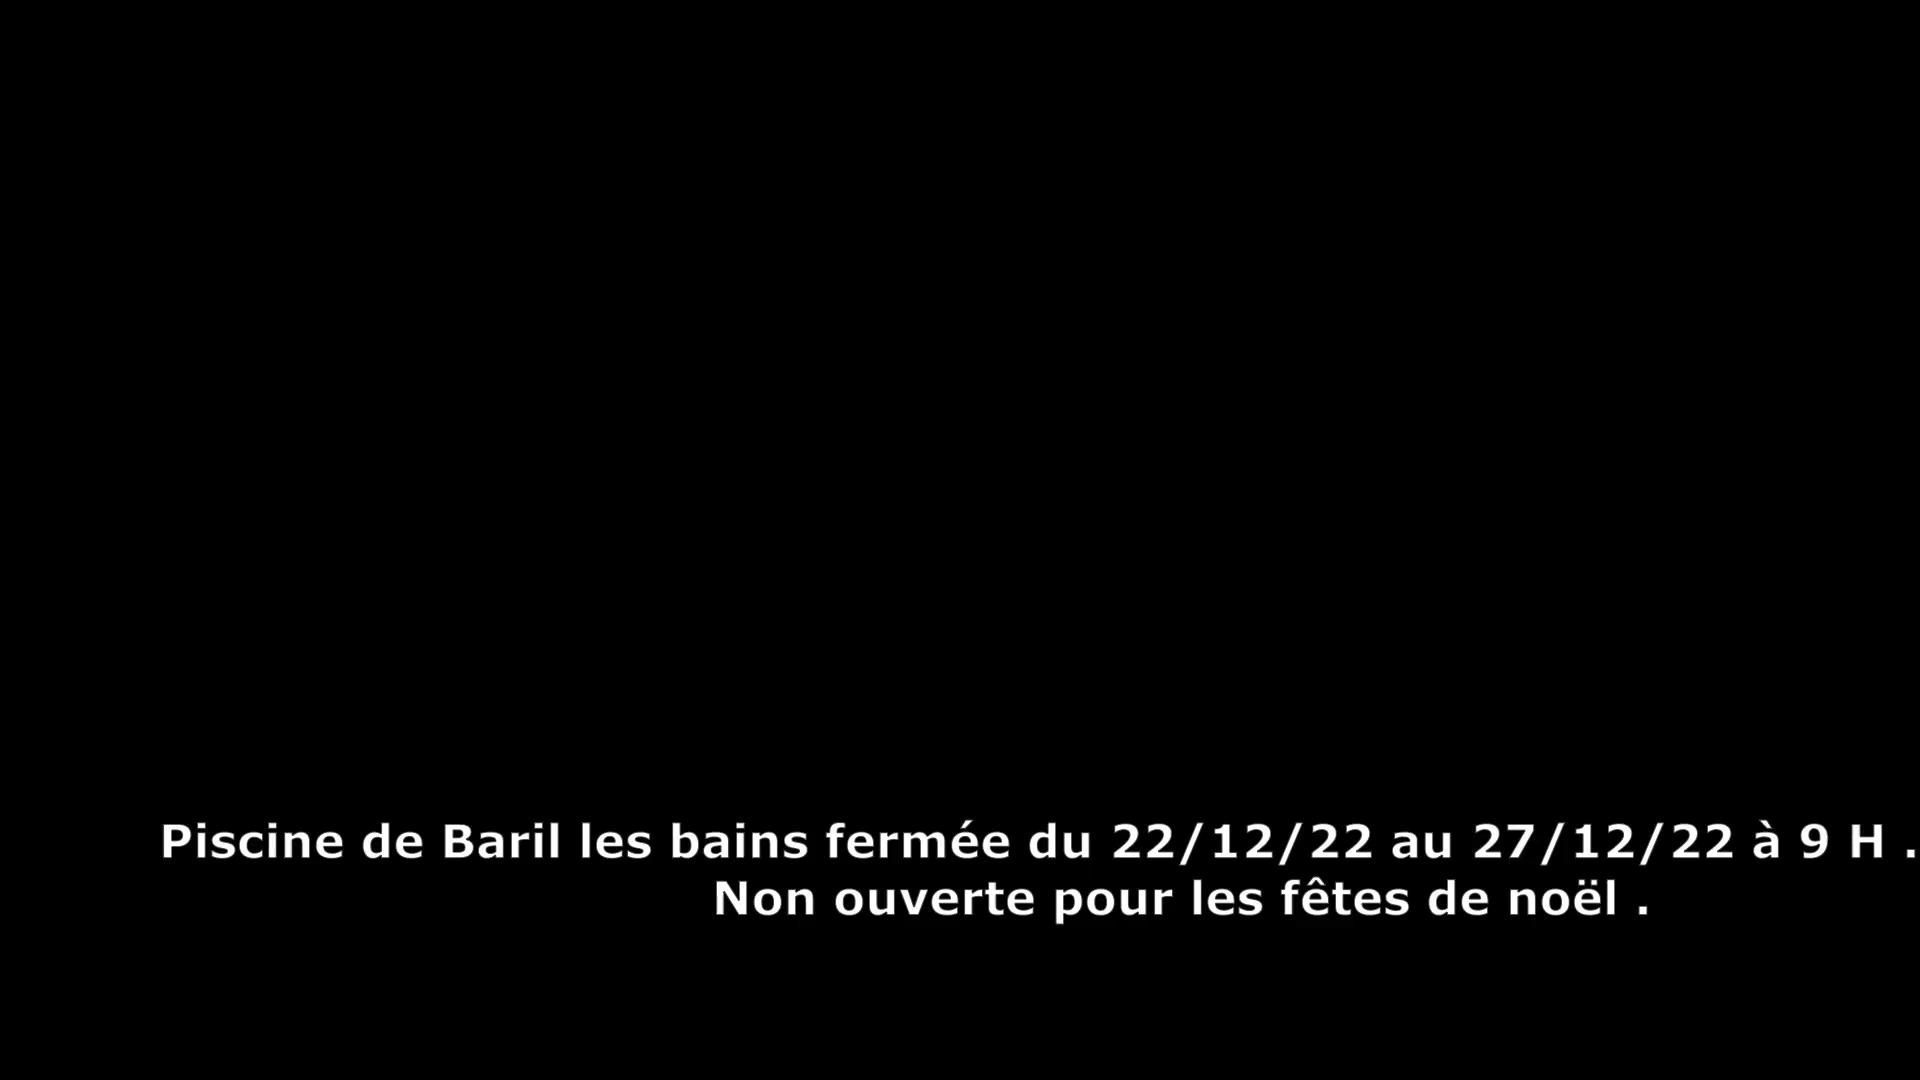 Piscine de Baril les bains fermée du 22/12/22 au 27/12/22 à 9 H .
Non ouverte pour les fêtes de noël .